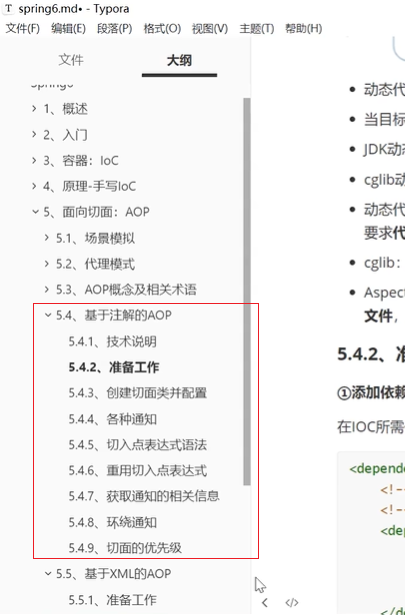 spring6.md• - Typora
文件(F) 编辑(E) 段落(P) 格式(O) 视图(V) 主题(T) 帮助(H)
文件 大纲
1、概述
2、入门
3、容器：IoC
4、原理-手写IoC
5、面向切面：AOP
5.1、场景模拟
5.2、代理模式
5.3、AOP概念及相关术语
5.4、基于注解的AOP
5.4.1、技术说明
5.4.2、准备工作
5.4.3、创建切面类并配置
5.4.4、各种通知
5.4.5、切入点表达式语法
5.4.6、重用切入点表达式
5.4.7、获取通知的相关信息
5.4.8、环绕通知
5.4.9、切面的优先级
5.5、基于XML的AOP
5.5.1、准备工作
动态代
当目标
JDK动
cglib动
动态代
要求代
cglib：
Aspec
文件，
5.4.2、
①添加依赖
在IOC所需
<depend
<!-
<!-
<dep
</d
</>